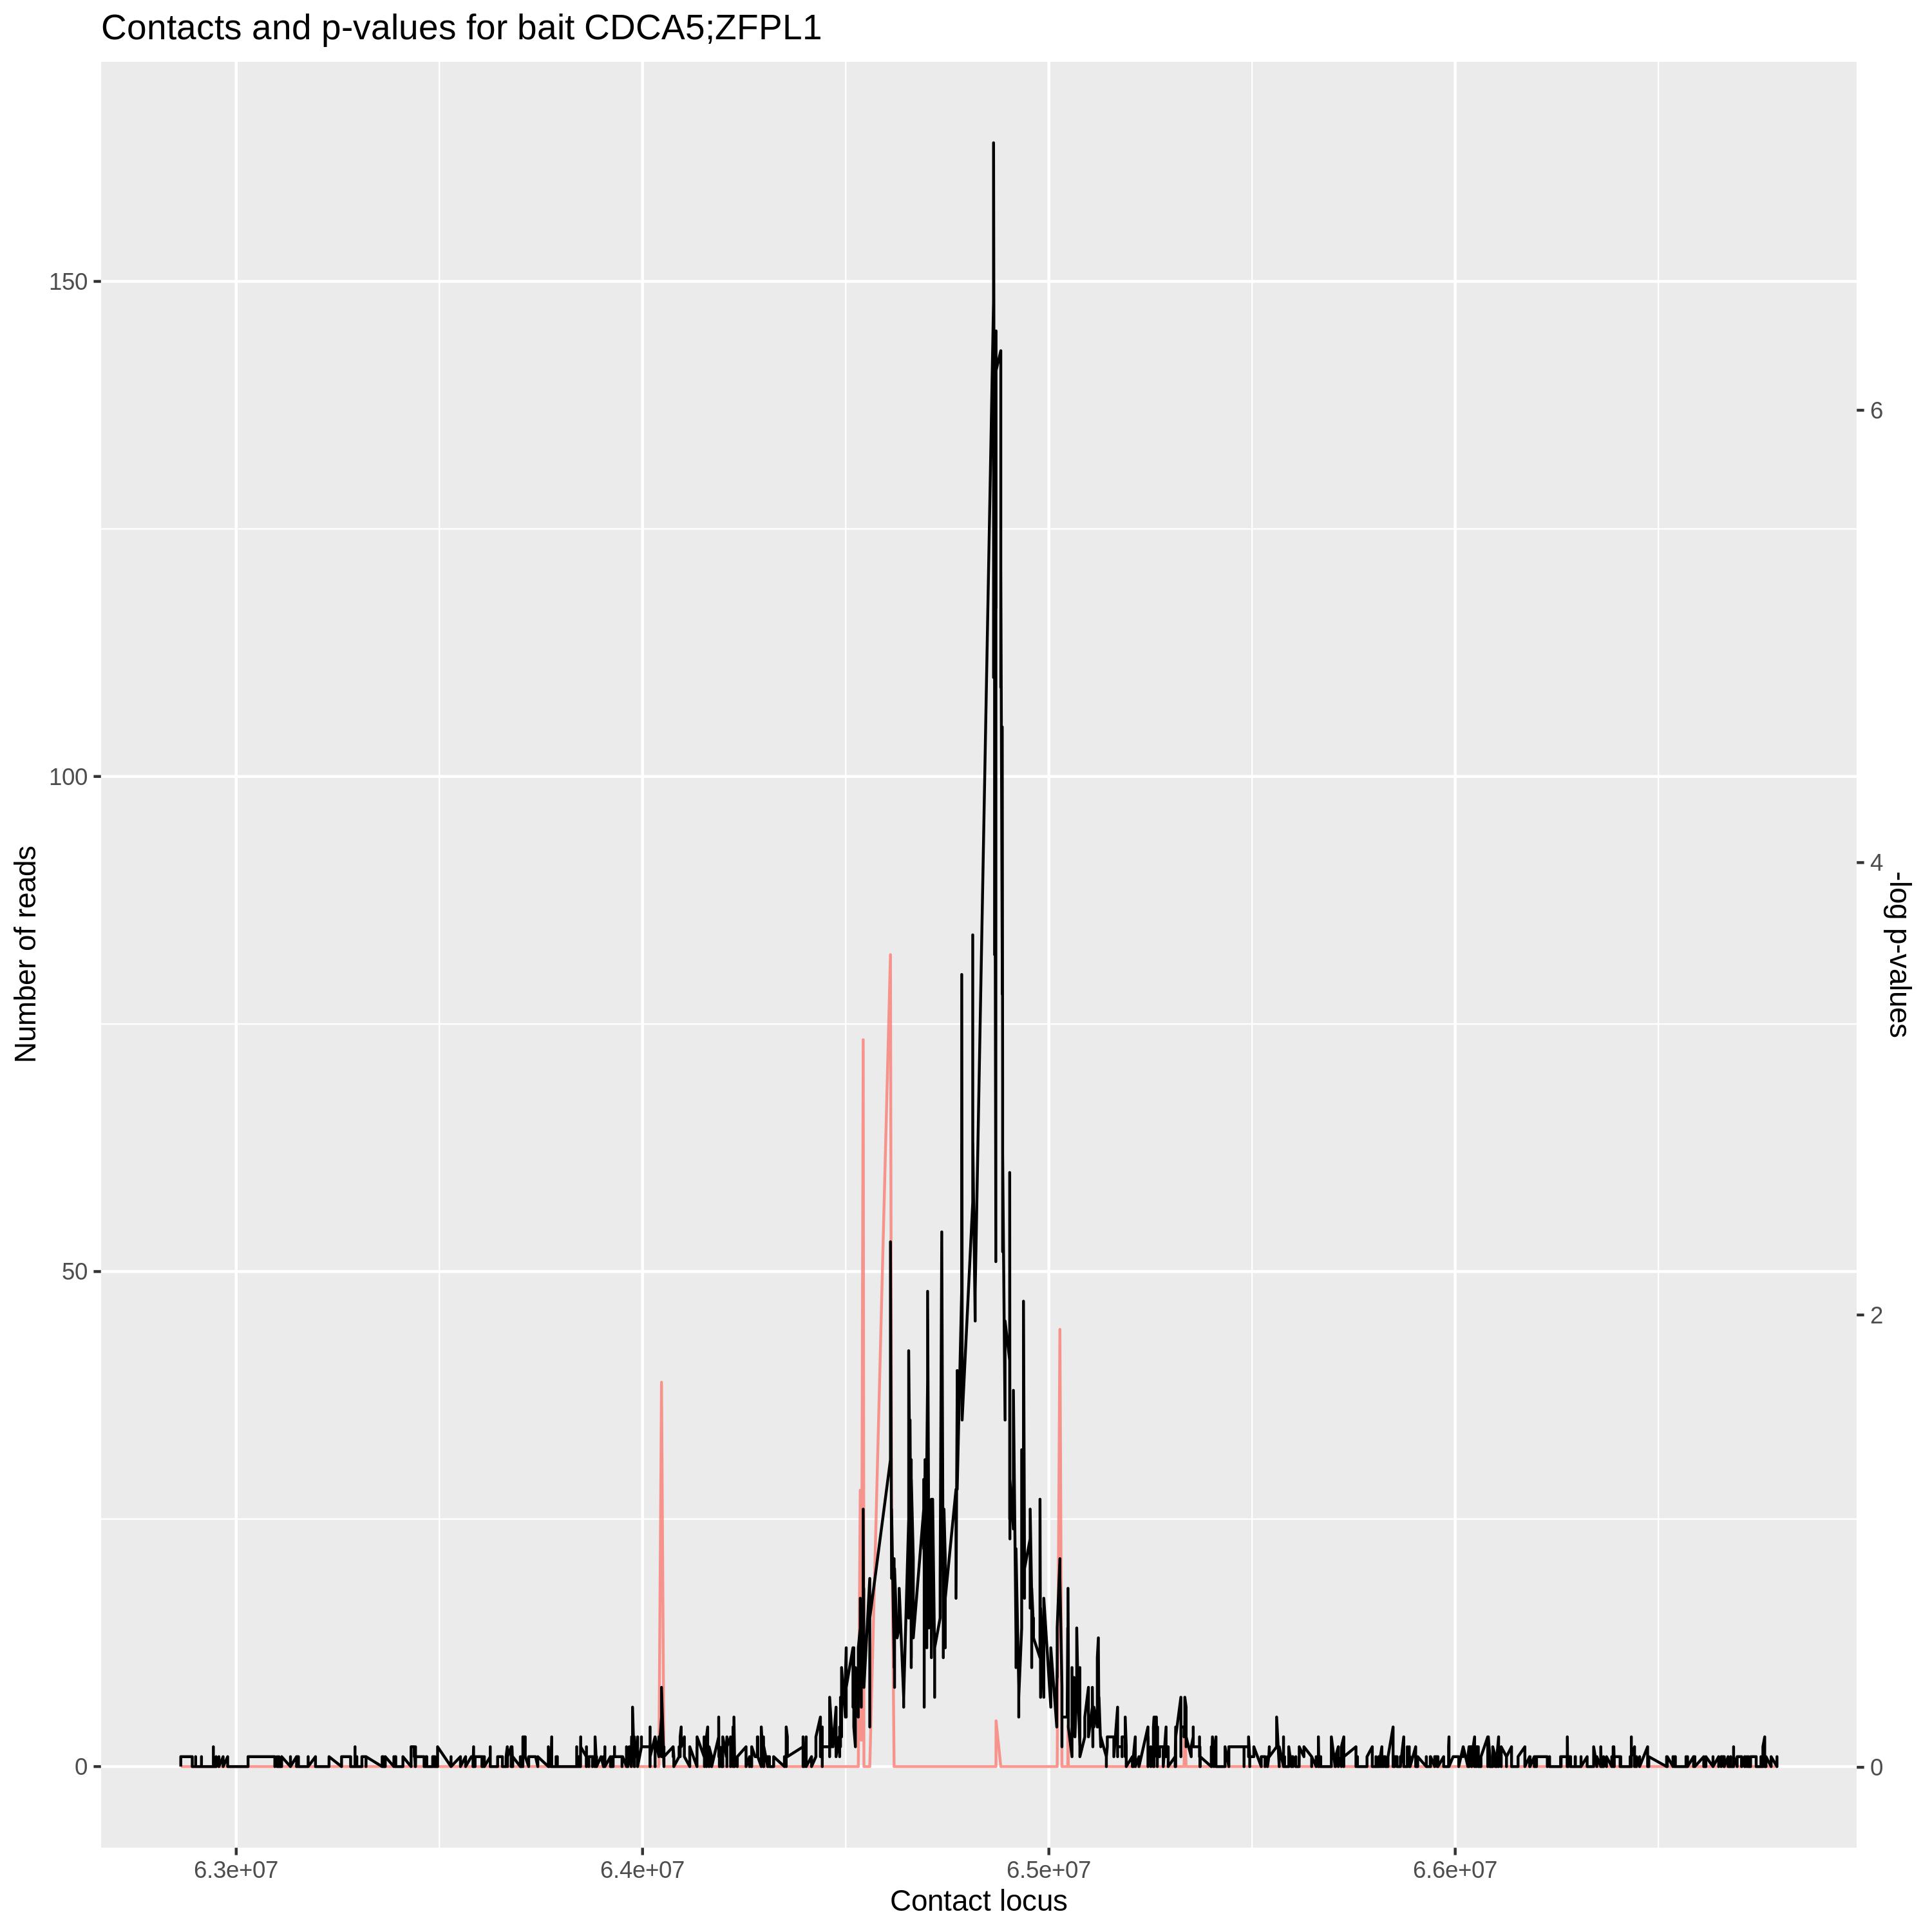 Contacts and p-values for bait CDCA5;ZFPL1
150
100
50
0
Number of reads
6
4
2
0
-log p-values
6.3e+07
6.4e+07
6.5e+07
6.6e+07
Contact locus